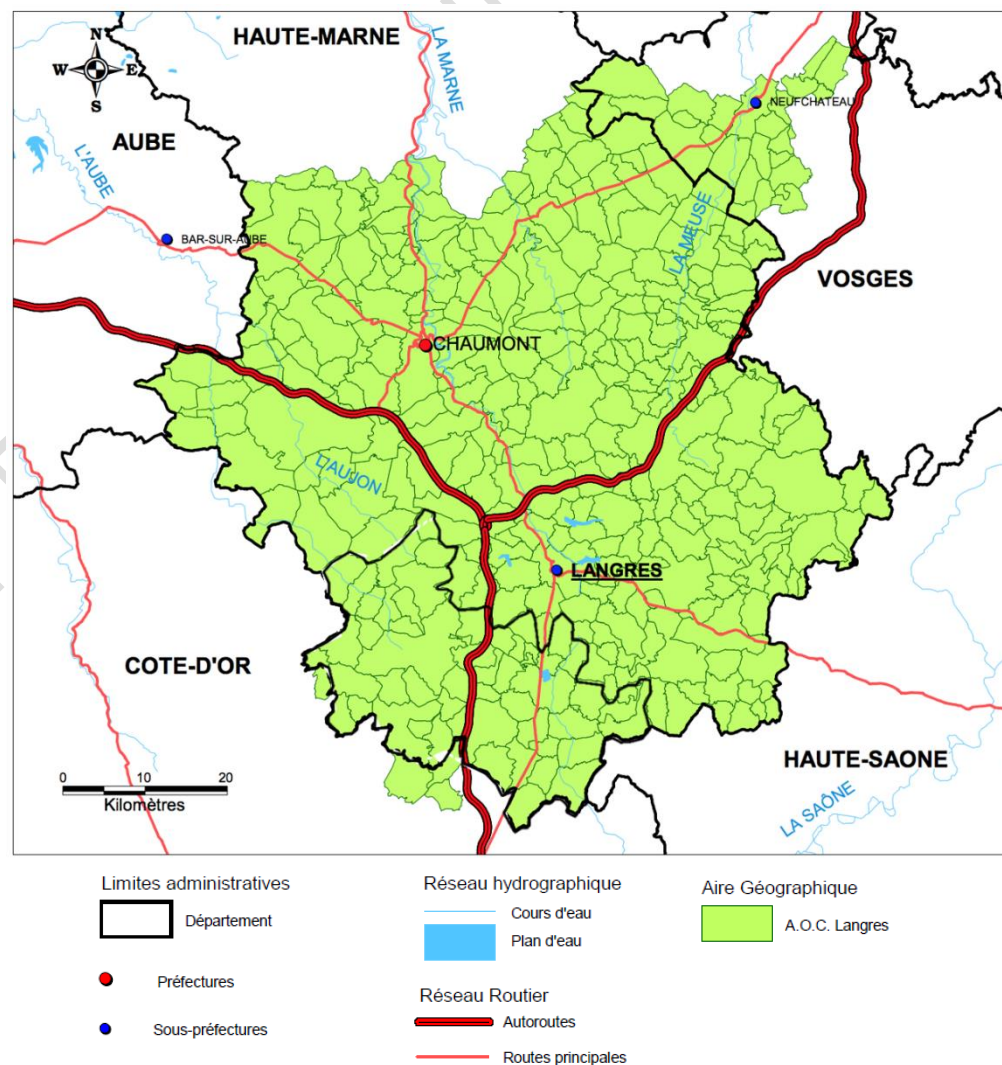 HAUTE-MARNE
LA MARNE
N
W
E
S
NEUFCHATEAU
AUBE
L'AUBE
LA MEUSE
BAR-SUR-AUBE
VOSGES
CHAUMONT
L'AUJON
LANGRES
COTE-D'OR
HAUTE-SAONE
0 10 20
Kilomètres
LA SAÔNE
Limites administratives
Département
Préfectures
Sous-préfectures
Réseau hydrographique
Cours d'eau
Plan d'eau
Réseau Routier
Autoroutes
Routes principales
Aire Géographique
A.O.C. Langres